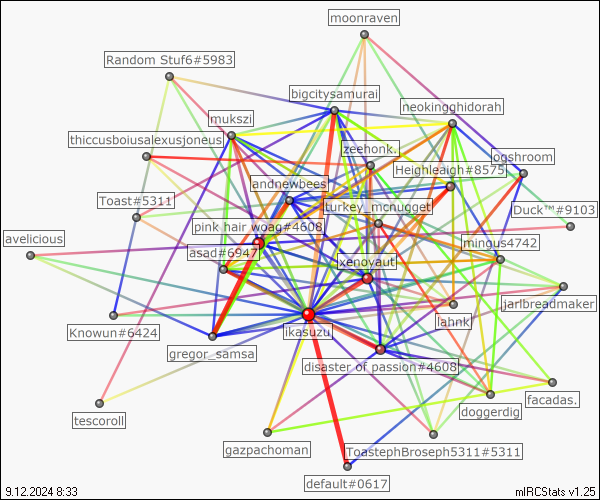 moonraven
Random Stuf6#5983
bigcitysamurai
neokingghidorah
mukszi
thiccusboiusalexusjoneus
zeehonk.
ogshroom
Heighleaigh#8575
landnewbees
Toast#5311
turkey_mcnugget
Duck™#9103
pink hair woag#4608
avelicious
mingus4742
asad#6947
xenoyaut
jarlbreadmaker
lahnkf
Knowun#6424
ikasuzu
gregor_samsa
disaster of passion#4608
facadas.
doggerdig
tescoroll
gazpachoman
ToastephBroseph5311#5311
default#0617
9.12.2024 8:33
mIRCStats v1.25